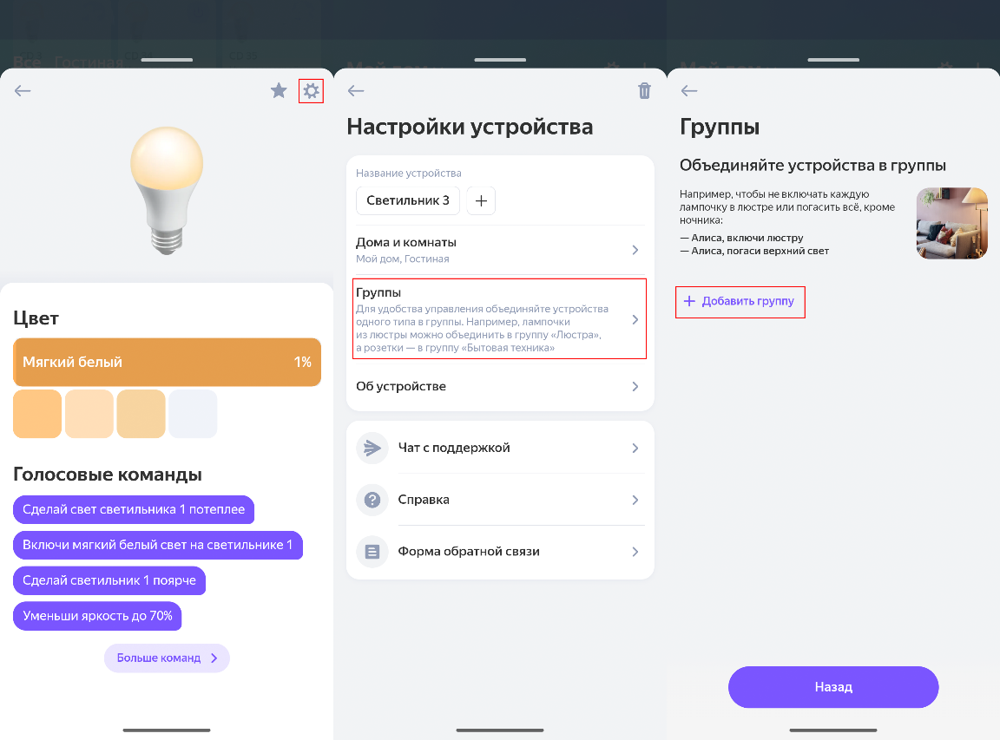 Все Гостиная
Цвет
Мягкий белый 1%
Голосовые команды
Сделай свет светильника 1 потеплее
Включи мягкий белый свет на светильнике 1
Сделай светильник 1 поярче
Уменьши яркость до 70%
Больше команд
Настройки устройства
Название устройства
Светильник 3
Дома и комнаты
Мой дом, Гостиная
Группы
Для удобства управления объединяйте устройства
одного типа в группы. Например, лампочки
из люстры можно объединить в группу «Люстра»,
а розетки — в группу «Бытовая техника»
Об устройстве
Чат с поддержкой
Справка
Форма обратной связи
Группы
Объединяйте устройства в группы
Например, чтобы не включать каждую
лампочку в люстре или погасить всё, кроме
ночника:
— Алиса, включи люстру
— Алиса, погаси верхний свет
Добавить группу
Назад